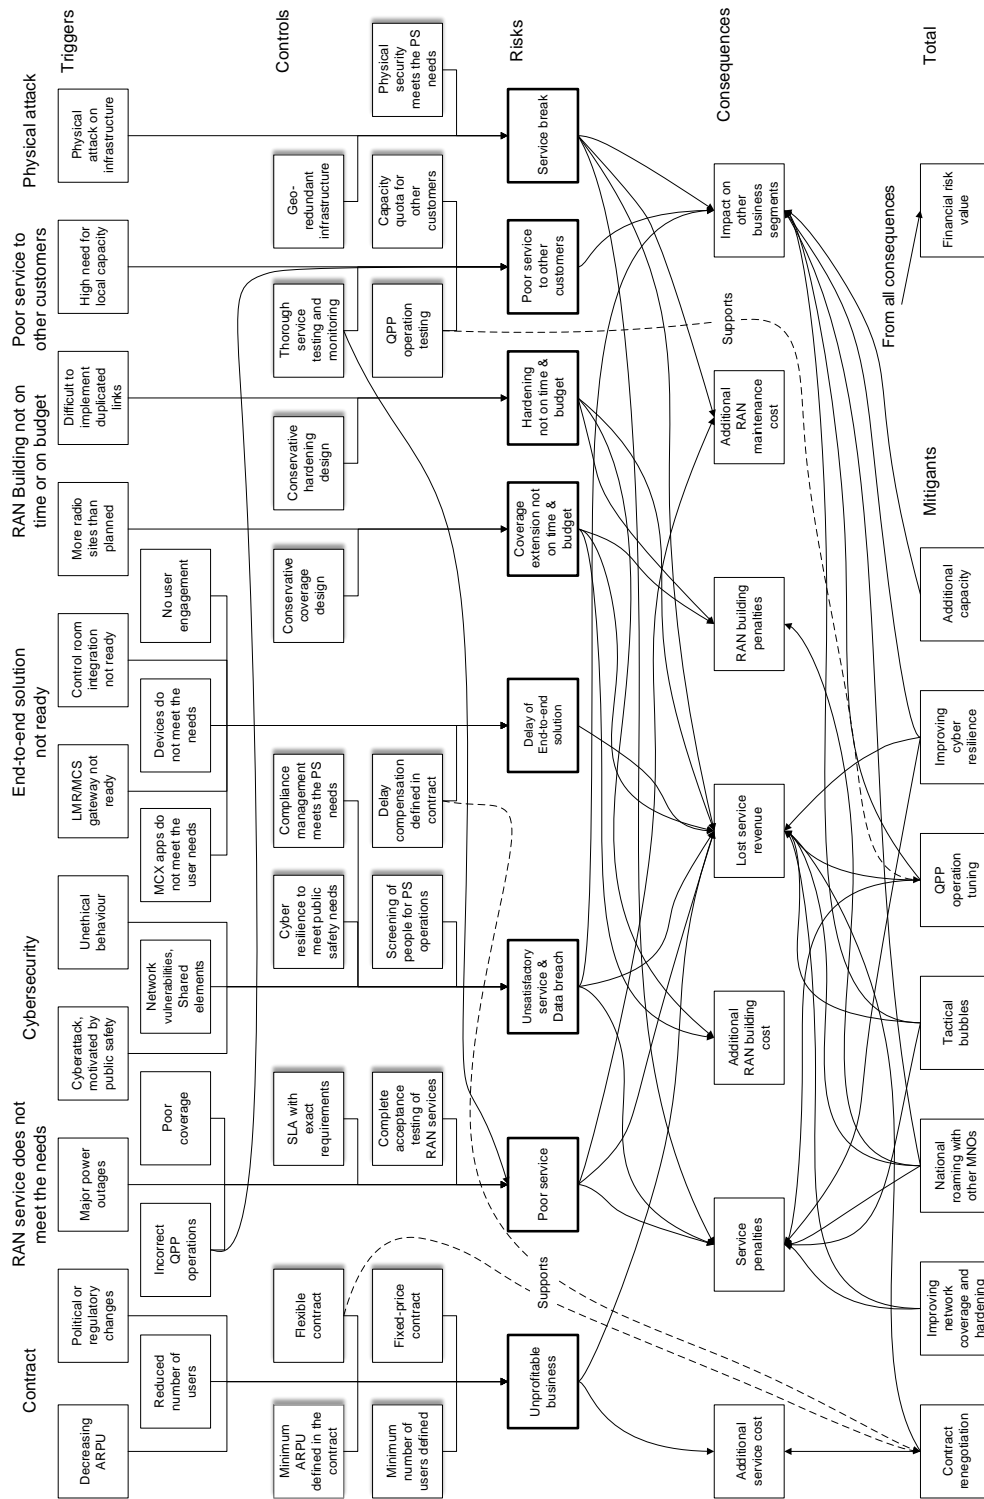 Contract
RAN service does not
meet the needs
Cybersecurity
End-to-end solution
not ready
RAN Building not on
time or on budget
Poor service to
other customers
Physical attack
Triggers
Decreasing
ARPU
Political or
regulatory
changes
Major power
outages
Cyberattack,
motivated by
public safety
Unethical
behaviour
LMR/MCS
gateway not
ready
Control room
integration
not ready
More radio
sites than
planned
Difficult to
implement
duplicated
links
High need for
local capacity
Physical
attack on
infrastructure
Reduced
number of
users
Incorrect
QPP
operations
Poor
coverage
Network
vulnerabilities,
Shared
elements
MCX apps do
not meet the
user needs
Devices do
not meet the
needs
No user
engagement
Controls
Minimum
ARPU
defined in the
contract
Flexible
contract
SLA with
exact
requirements
Cyber
resilience to
meet public
safety needs
Compliance
management
meets the PS
needs
Conservative
coverage
design
Conservative
hardening
design
Thorough
service
testing and
monitoring
Geo-
redundant
infrastructure
Minimum
number of
users defined
Fixed-price
contract
Complete
acceptance
testing of
RAN services
Screening of
people for PS
operations
Delay
compensation
defined in
contract
QPP
operation
testing
Capacity
quota for
other
customers
Physical
security
meets the PS
needs
Risks
Unprofitable
business
Poor service
Unsatisfactory
service &
Data breach
Delay of
End-to-end
solution
Coverage
extension not
on time &
budget
Hardening
not on time &
budget
Poor service
to other
customers
Service break
Supports
Supports
Consequences
Additional
service cost
Service
penalties
Additional
RAN building
cost
Lost service
revenue
RAN building
penalties
Additional
RAN
maintenance
cost
Impact on
other
business
segments
From all consequences
Mitigants
Total
Contract
renegotiation
Improving
network
coverage and
hardening
National
roaming with
other MNOs
Tactical
bubbles
QPP
operation
tuning
Improving
cyber
resilience
Additional
capacity
Financial risk
value